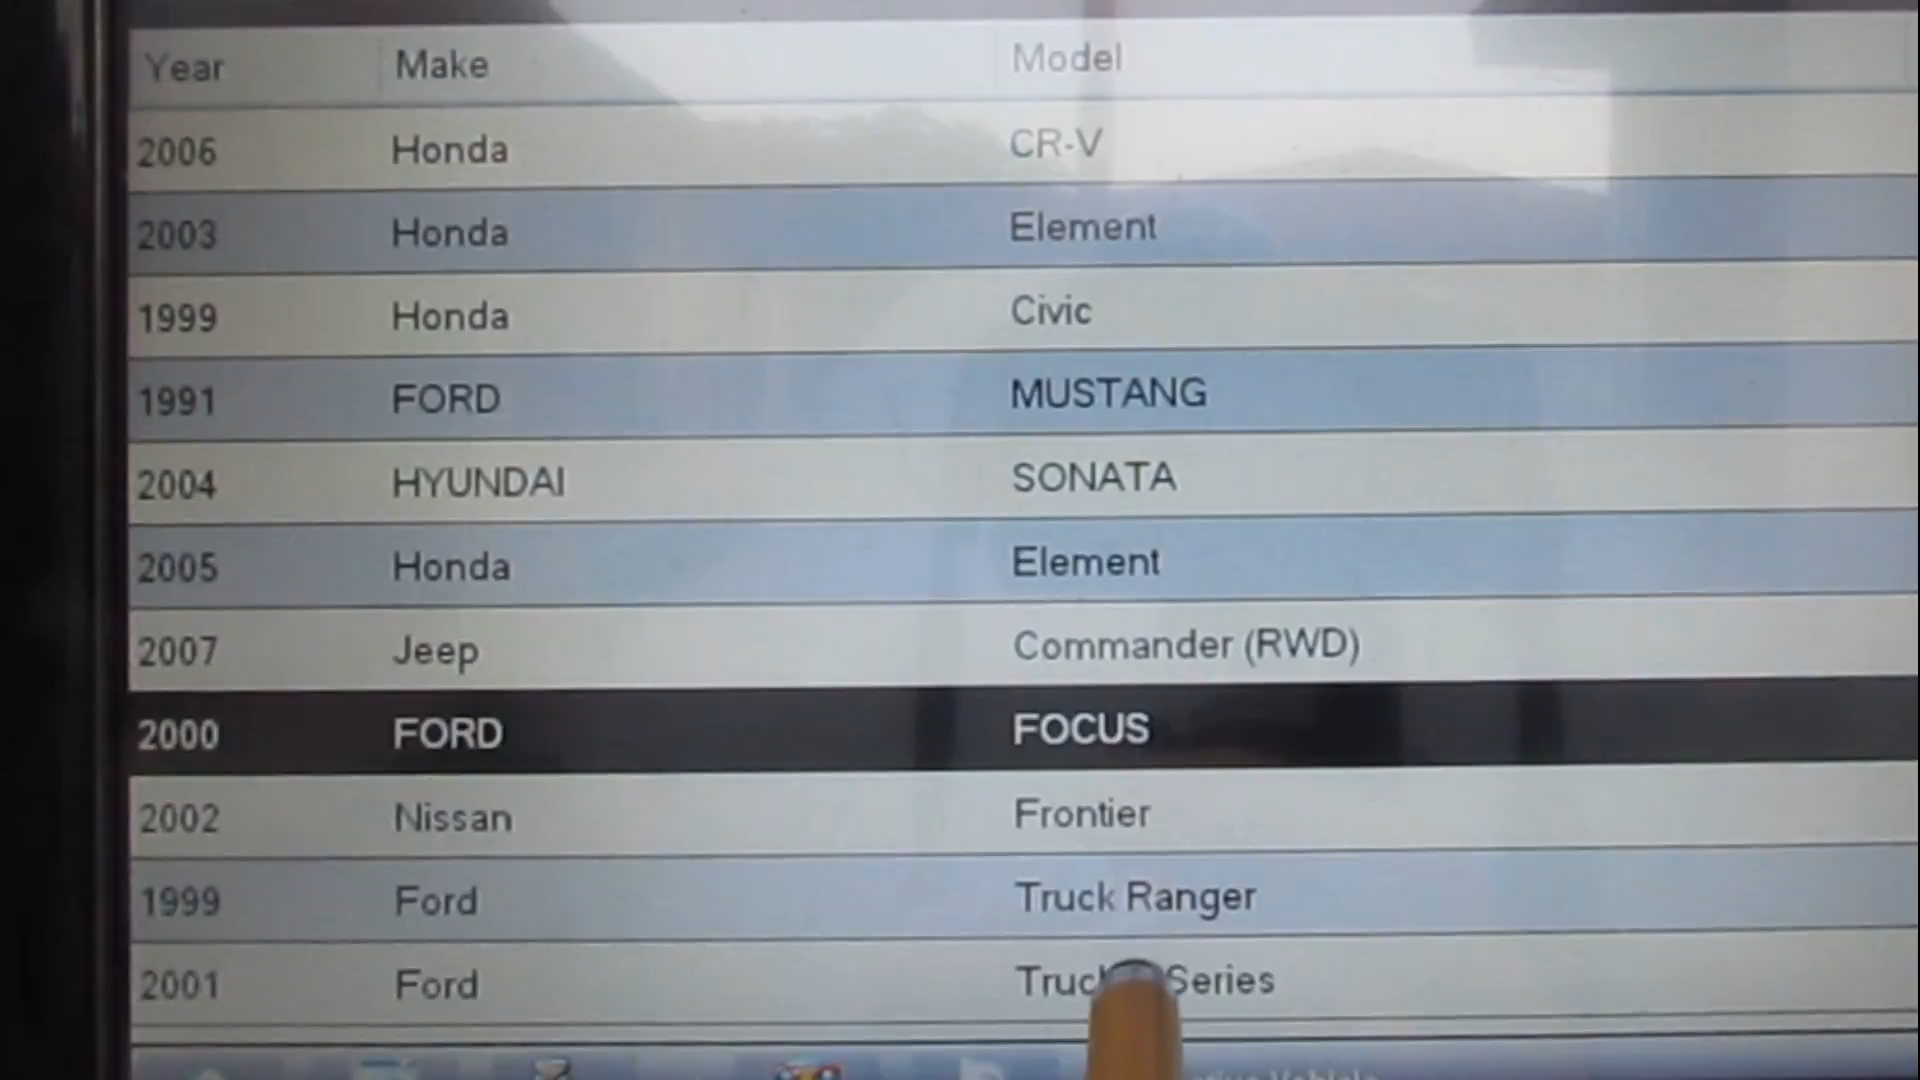 Year Make Model
2006 Honda CR-V
2003 Honda Element
1999 Honda Civic
1991 FORD MUSTANG
2004 HYUNDAI SONATA
2005 Honda Element
2007 Jeep Commander (RWD)
2000 FORD FOCUS
2002 Nissan Frontier
1999 Ford Truck Ranger
2001 Ford Series
Vehicle